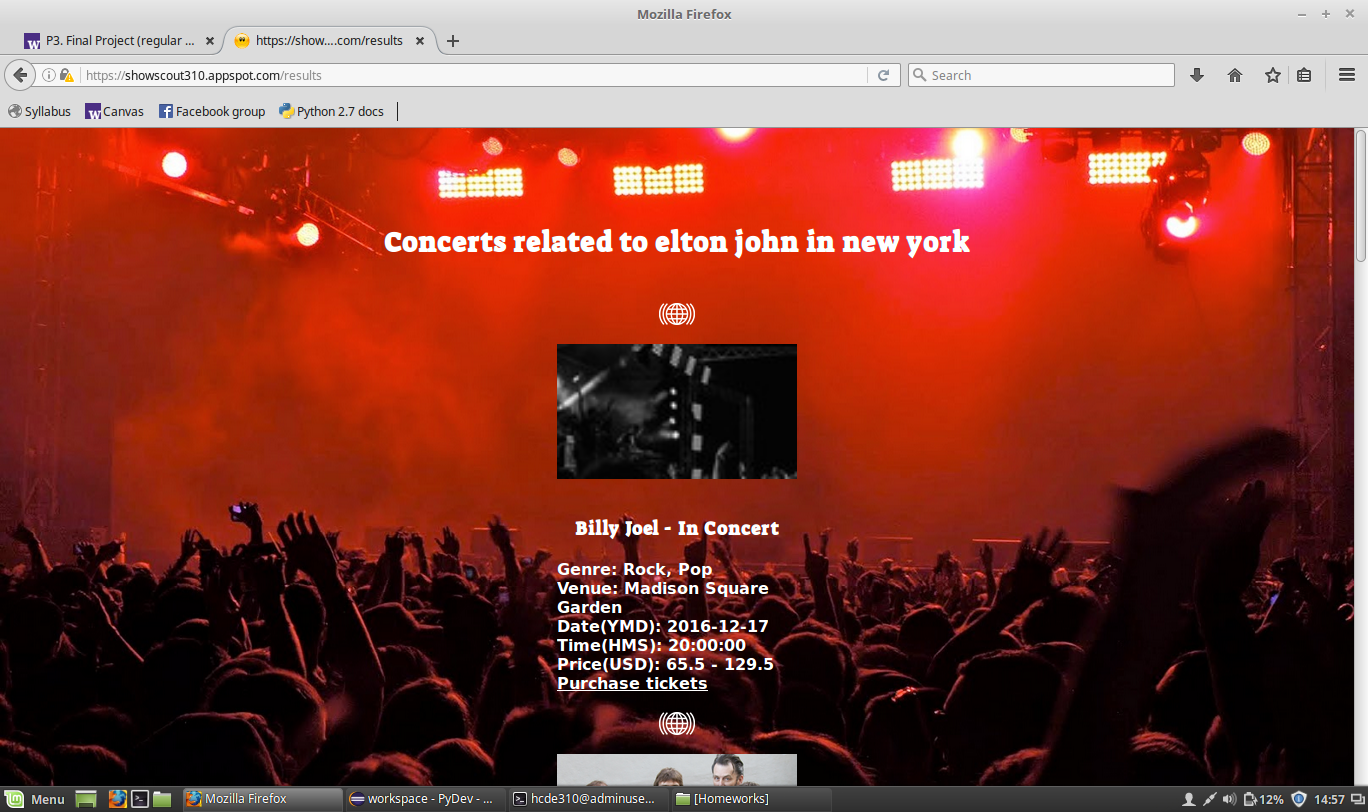 Mozilla Firefox
P3. Final Project (regular ...
https://show....com/results
https://showscout310.appspot.com/results
Search
Syllabus
Canvas
Facebook group
Python 2.7 docs
Concerts related to elton john in new york
Billy Joel - In Concert
Genre: Rock, Pop
Venue: Madison Square
Garden
Date(YMD): 2016-12-17
Time(HMS): 20:00:00
Price(USD): 65.5 - 129.5
Purchase tickets
Menu
Mozilla Firefox
workspace - PyDev - ...
hcde310@adminuse...
[Homeworks]
12%
14:57